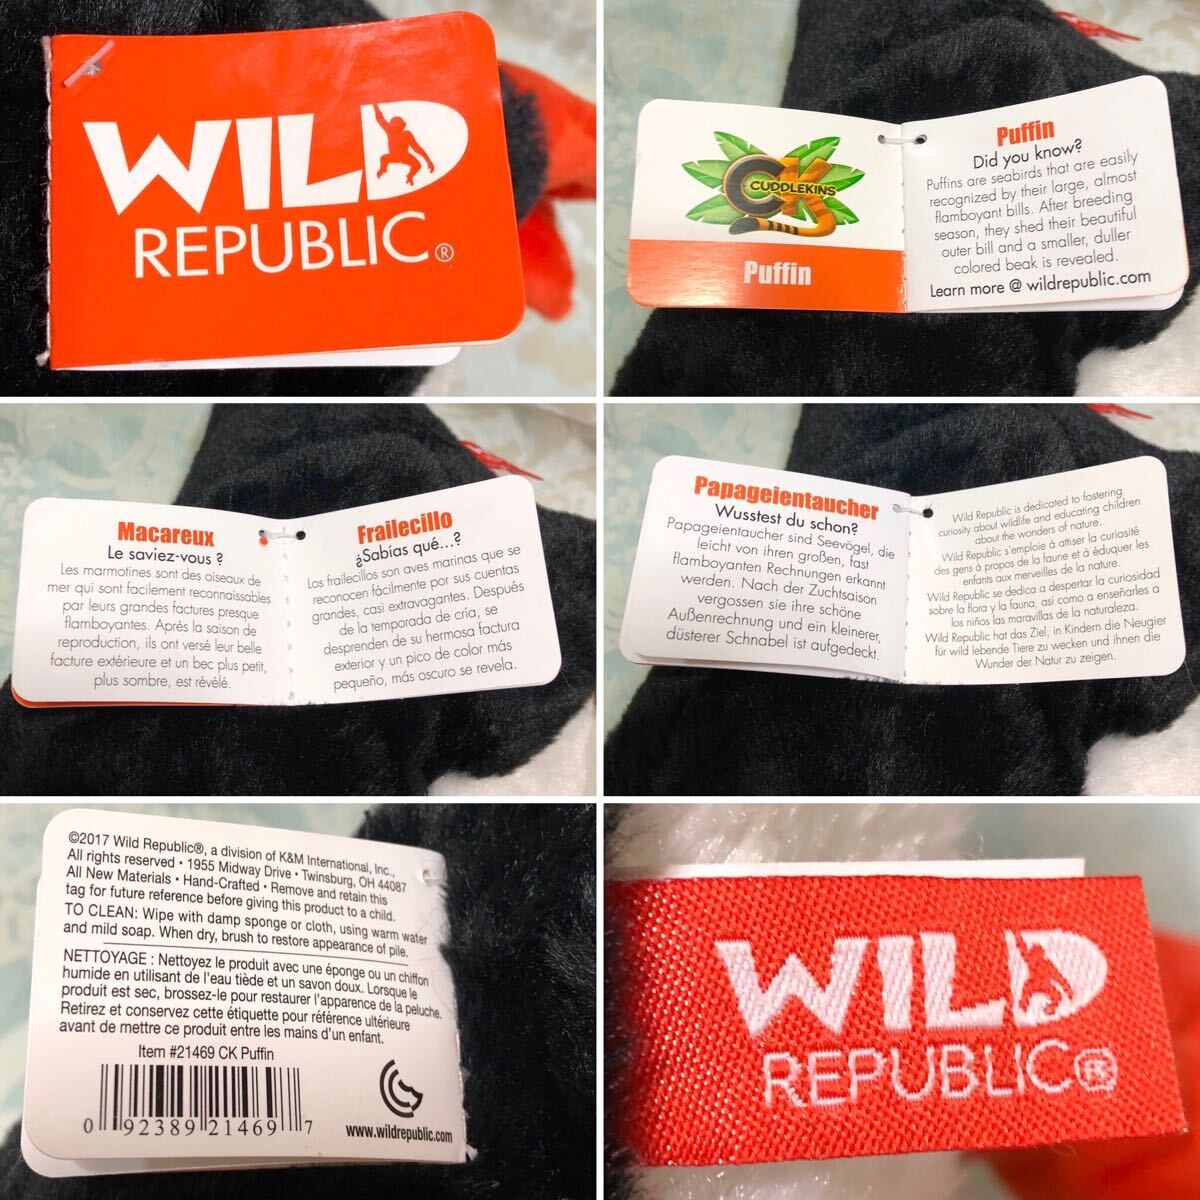 WILD
REPUBLIC®
CK
CUDDLEKINS
Puffin
Puffin
Did you know?
Puffins are seabirds that are easily
recognized by their large, almost
flamboyant bills. After breeding
season, they shed their beautiful
outer bill and a smaller, duller
colored beak is revealed.
Learn more @ wildrepublic.com
Macareux
Le saviez-vous ?
Les marmotines sont des oiseaux de
mer qui sont facilement reconnaissables
par leurs grandes factures presque
flamboyantes. Après la saison de
reproduction, ils ont versé leur belle
facture extérieure et un bec plus petit,
plus sombre, est révélé.
Frailecillo
¿Sabias qué...?
Los frailecillos son aves marinas que se
reconocen fácilmente por sus cuentas
grandes, casi extravagantes. Después
de la temporada de cría, se
desprenden de su hermosa factura
exterior y un pico de color más
pequeño, más oscuro se revela.
Papageientaucher
Wusstest du schon?
Papageientaucher sind Seevögel, die
leicht von ihren großen, fast
flamboyanten Rechnungen erkannt
werden. Nach der Zuchtsaison
vergossen sie ihre schöne
Außenrechnung und ein kleinerer,
düsterer Schnabel ist aufgedeckt.
Wild Republic is dedicated to fostering
curiosity about wildlife and educating children
about the wonders of nature.
Wild Republic s'emploie à attiser la curiosité
des gens à propos de la faune et à éduquer les
enfants aux merveilles de la nature.
Wild Republic se dedica a despertar la curiosidad
sobre la flora y la fauna, así como a enseñarles a
los niños las maravillas de la naturaleza.
Wild Republic hat das Ziel, in Kindern die Neugier
für wild lebende Tiere zu wecken und ihnen die
Wunder der Natur zu zeigen.
©2017 Wild Republic®, a division of K&M International, Inc.,
All rights reserved • 1955 Midway Drive • Twinsburg, OH 44087
All New Materials • Hand-Crafted • Remove and retain this
tag for future reference before giving this product to a child.
TO CLEAN: Wipe with damp sponge or cloth, using warm water
and mild soap. When dry, brush to restore appearance of pile.
NETTOYAGE : Nettoyez le produit avec une éponge ou un chiffon
humide en utilisant de l'eau tiède et un savon doux. Lorsque le
produit est sec, brossez-le pour restaurer l'apparence de la peluche.
Retirez et conservez cette étiquette pour référence ultérieure
avant de mettre ce produit entre les mains d'un enfant.
Item #21469 CK Puffin
0 92389 21469 7
www.wildrepublic.com
WILD
REPUBLIC®